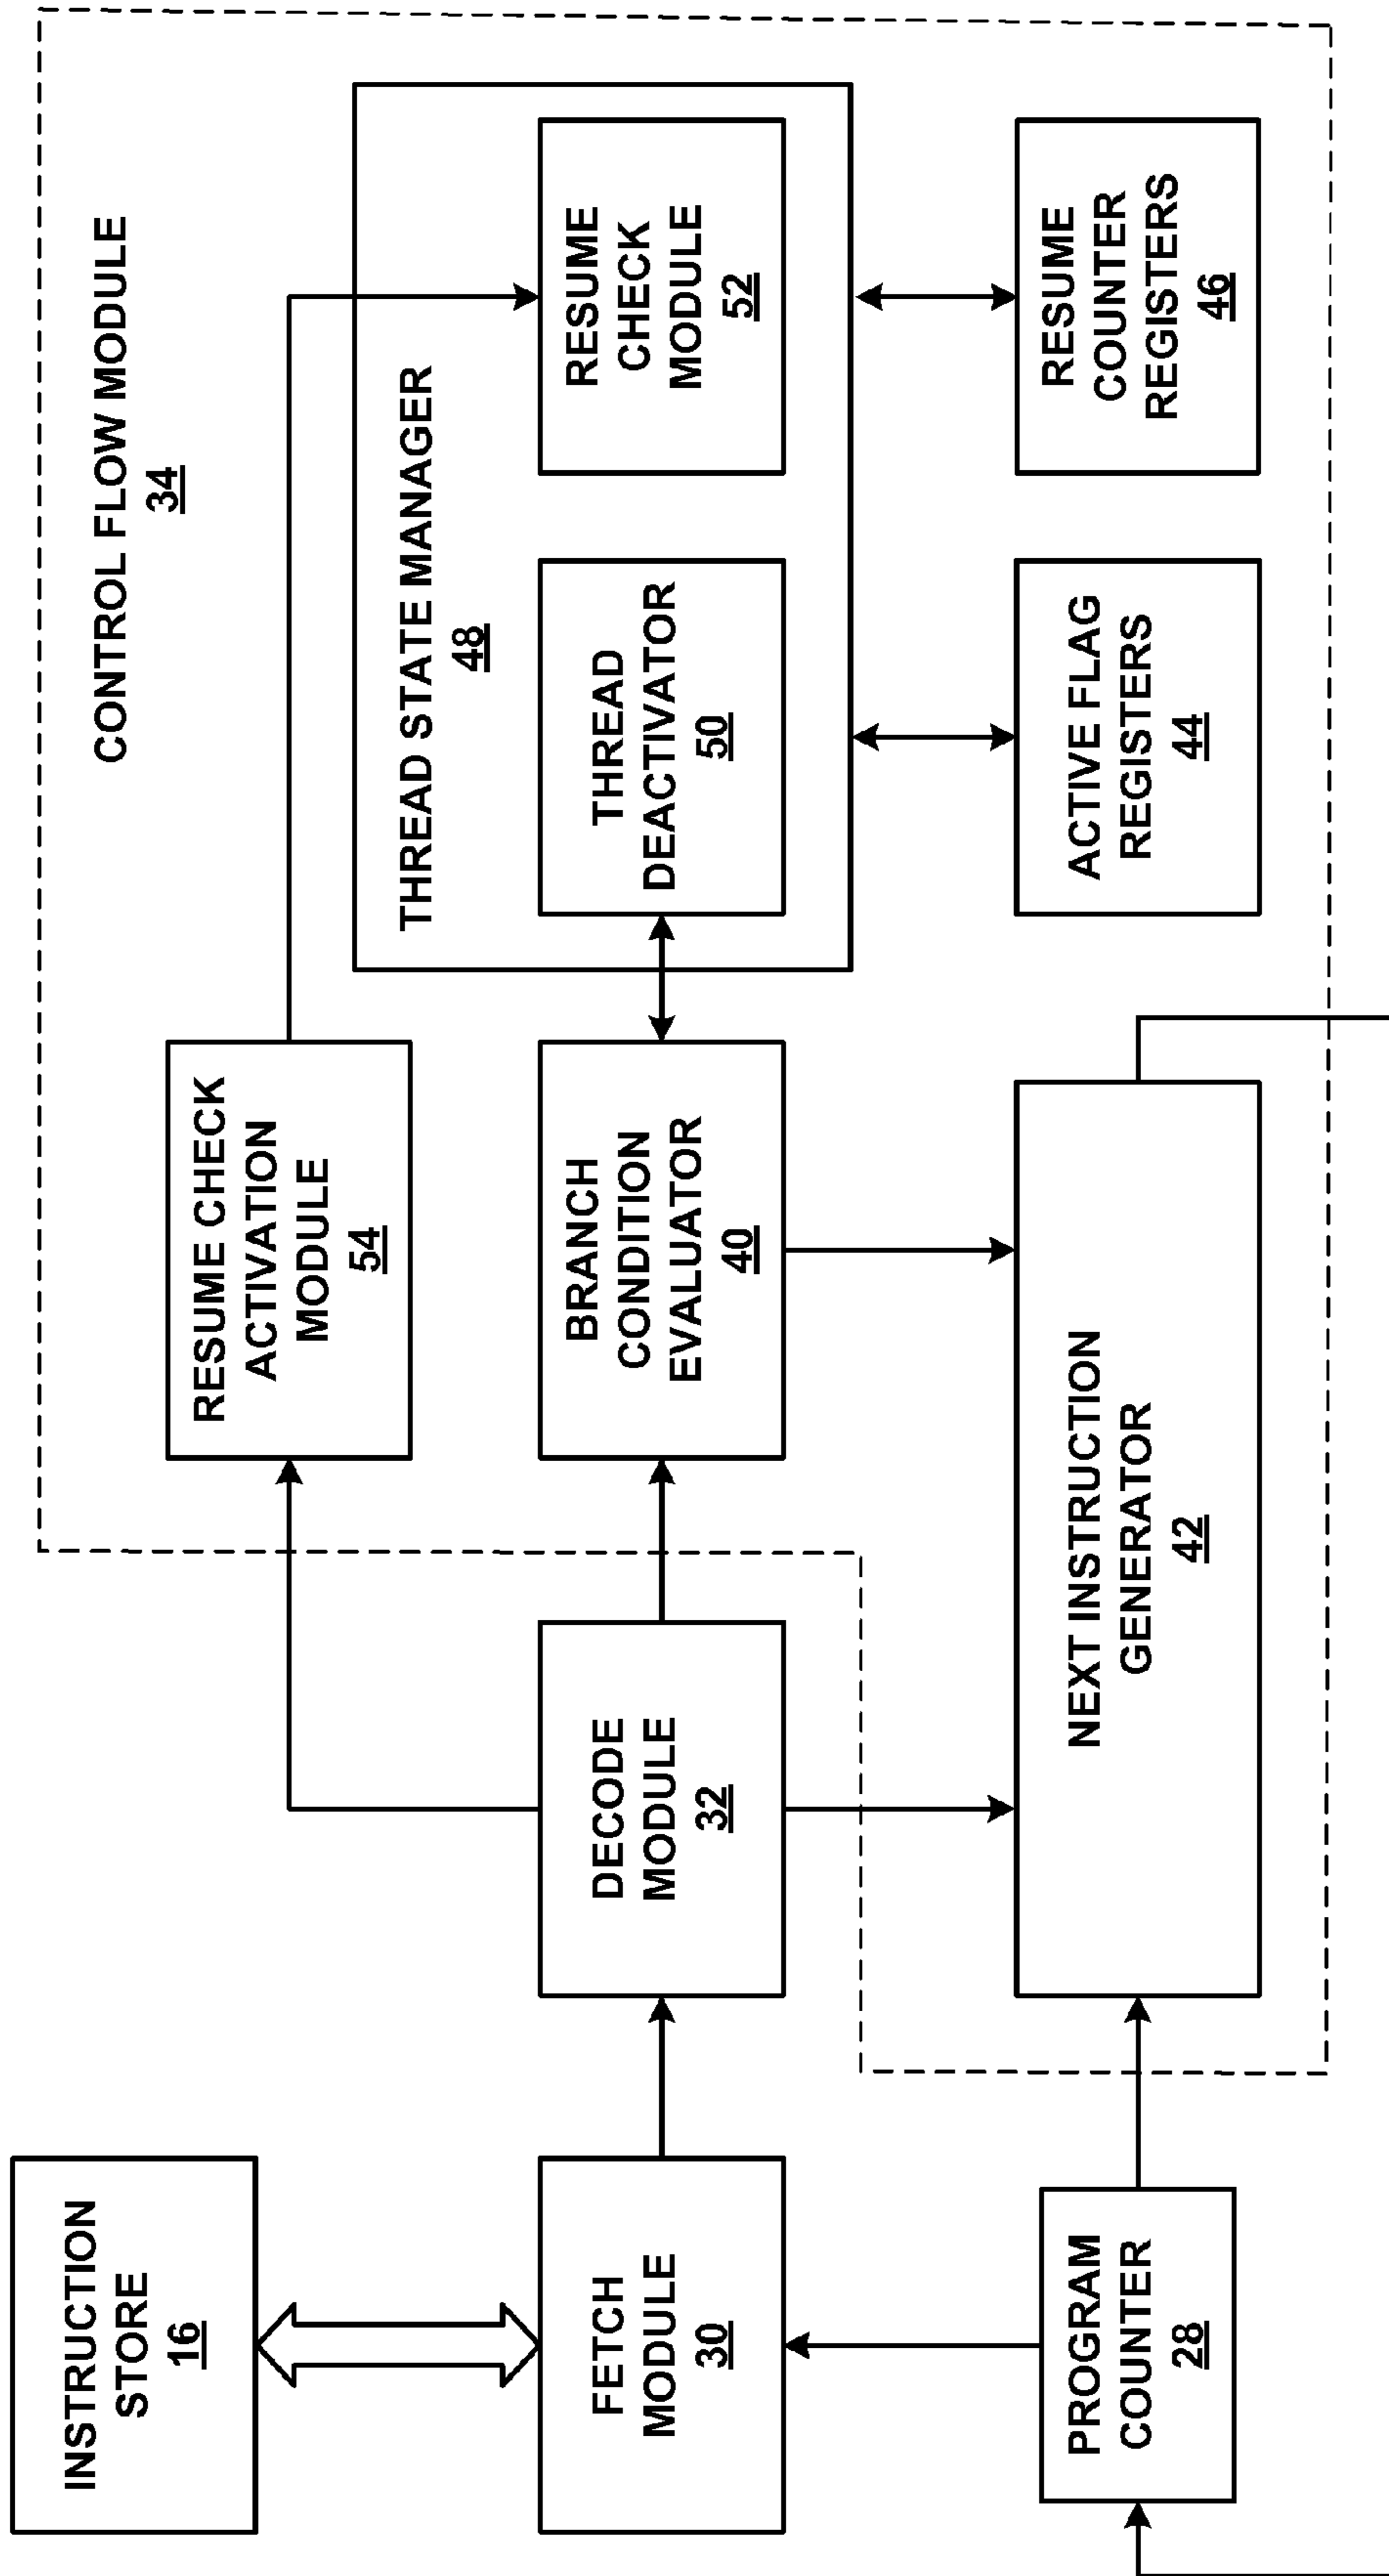 CONTROL FLOW MODULE
34
INSTRUCTION
STORE
16
RESUME CHECK
ACTIVATION
MODULE
54
THREAD STATE MANAGER
48
FETCH
MODULE
30
DECODE
MODULE
32
BRANCH
CONDITION
EVALUATOR
40
THREAD
DEACTIVATOR
50
RESUME
CHECK
MODULE
52
PROGRAM
COUNTER
28
NEXT INSTRUCTION
GENERATOR
42
ACTIVE FLAG
REGISTERS
44
RESUME
COUNTER
REGISTERS
46